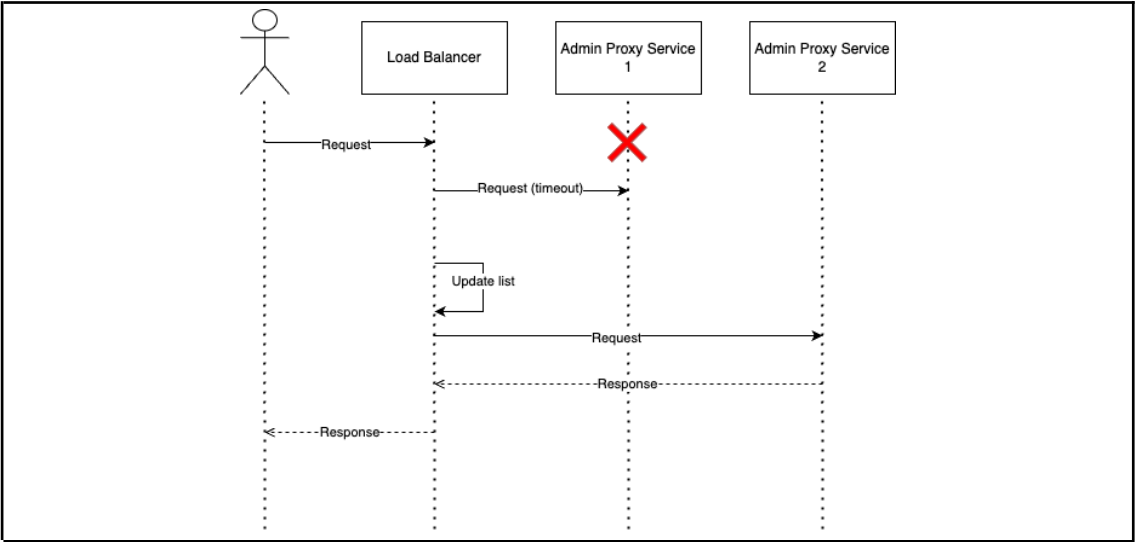 Load Balancer
Admin Proxy Service
1
Admin Proxy Service
2
Request
Request (timeout)
Update list
Request
Response
Response